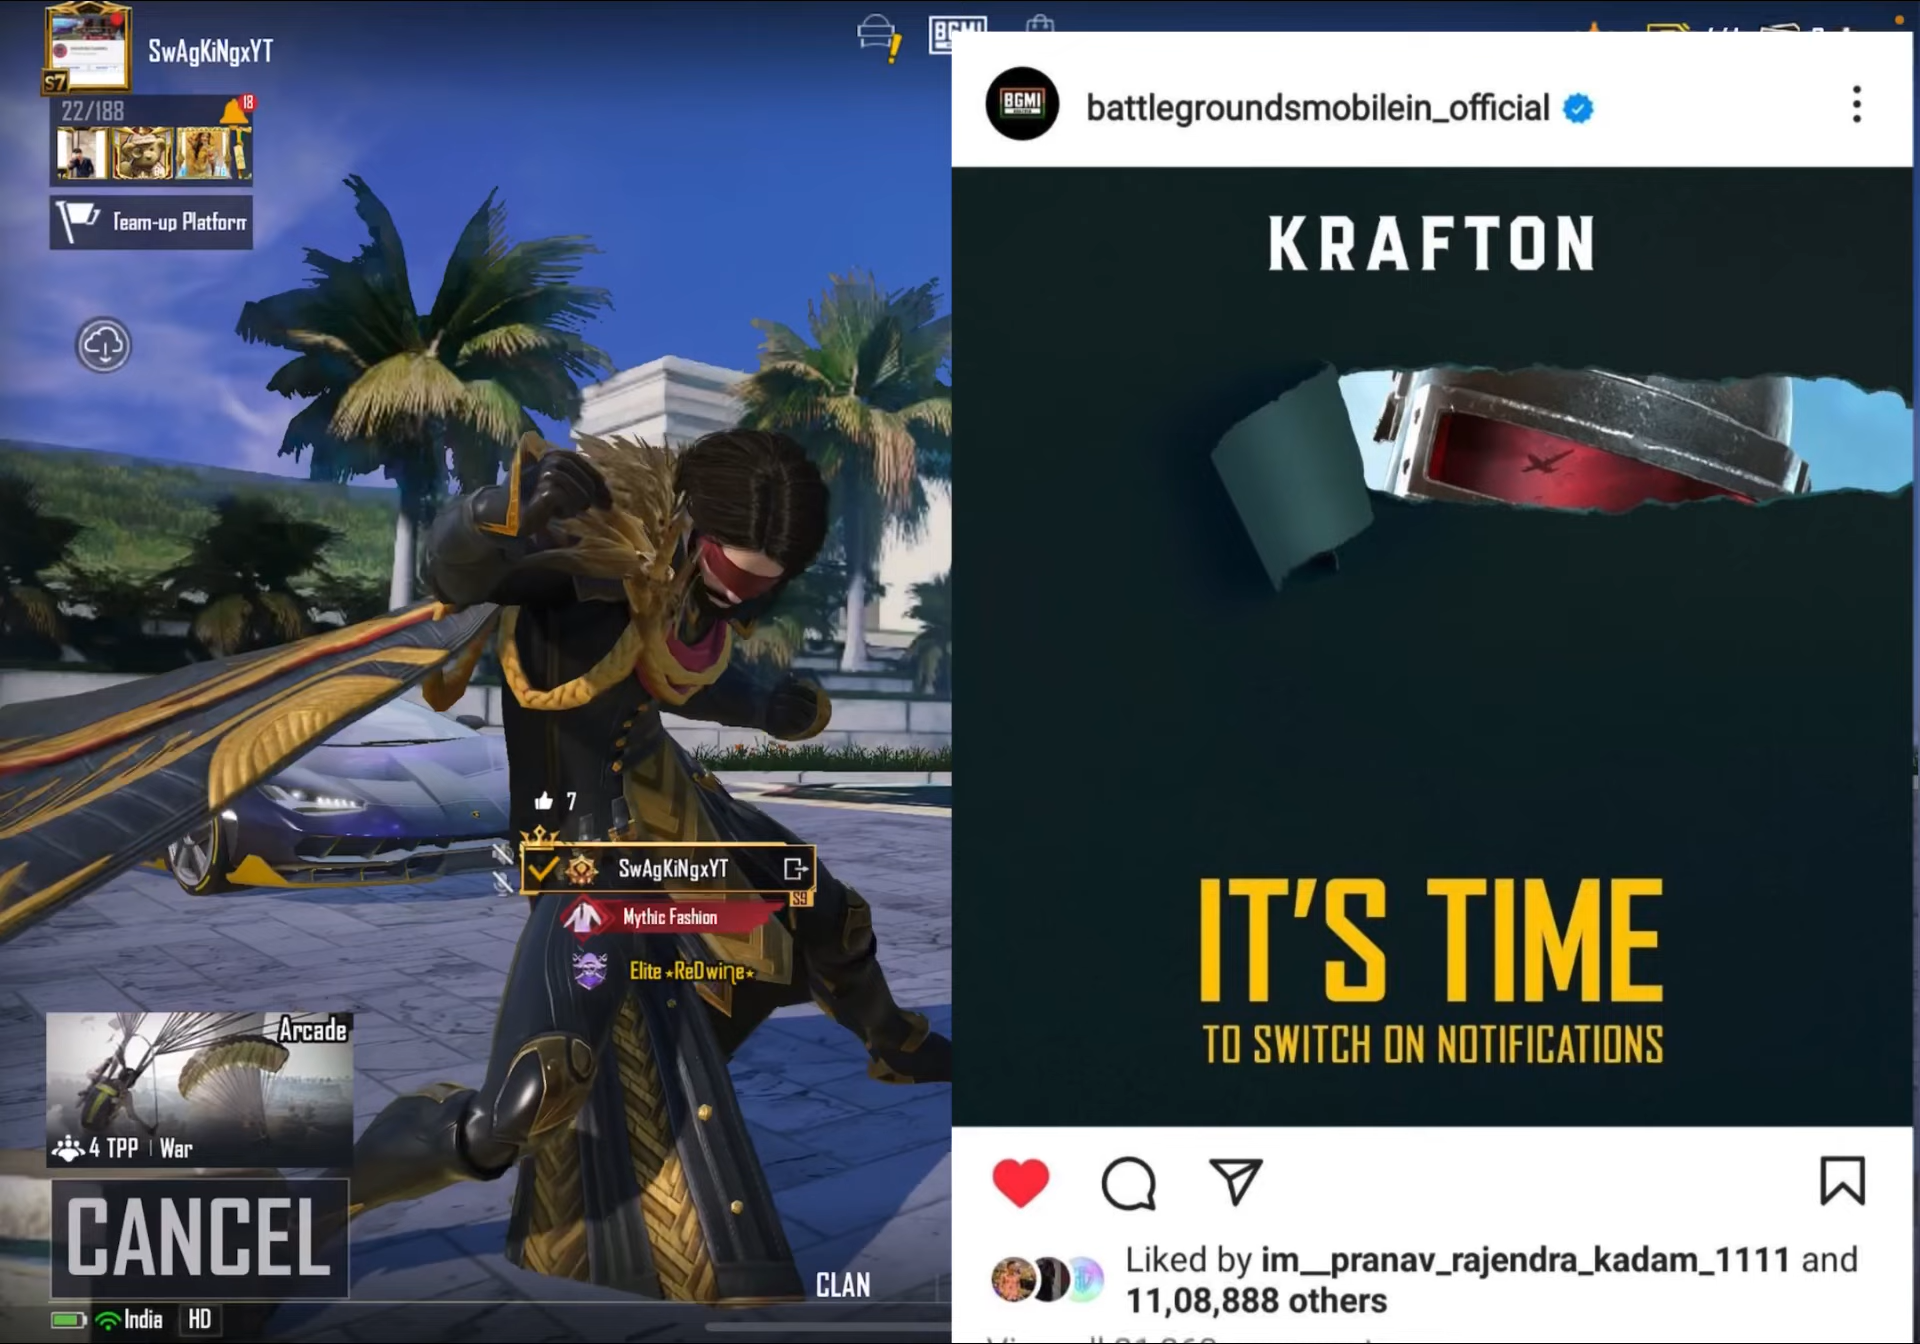 SwAgKiNgxYT
S7
22/188
18
Team-up Platform
BGMI
7
SwAgKiNgxYT
S9
Mythic Fashion
Elite ★ReDwiɳe★
Arcade
4 TPP | War
CANCEL
India
HD
CLAN
BGMI
battlegroundsmobilein_official
KRAFTON
IT'S TIME
TO SWITCH ON NOTIFICATIONS
Liked by im__pranav_rajendra_kadam_1111 and
11,08,888 others